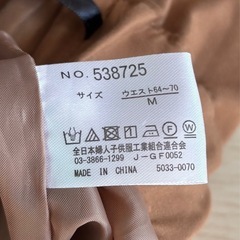 NO. 538725
サイズ ウエスト64~70
M
全日本婦人子供服工業組合連合会
03-3866-1299 J-GF0052
MADE IN CHINA 5033-0070